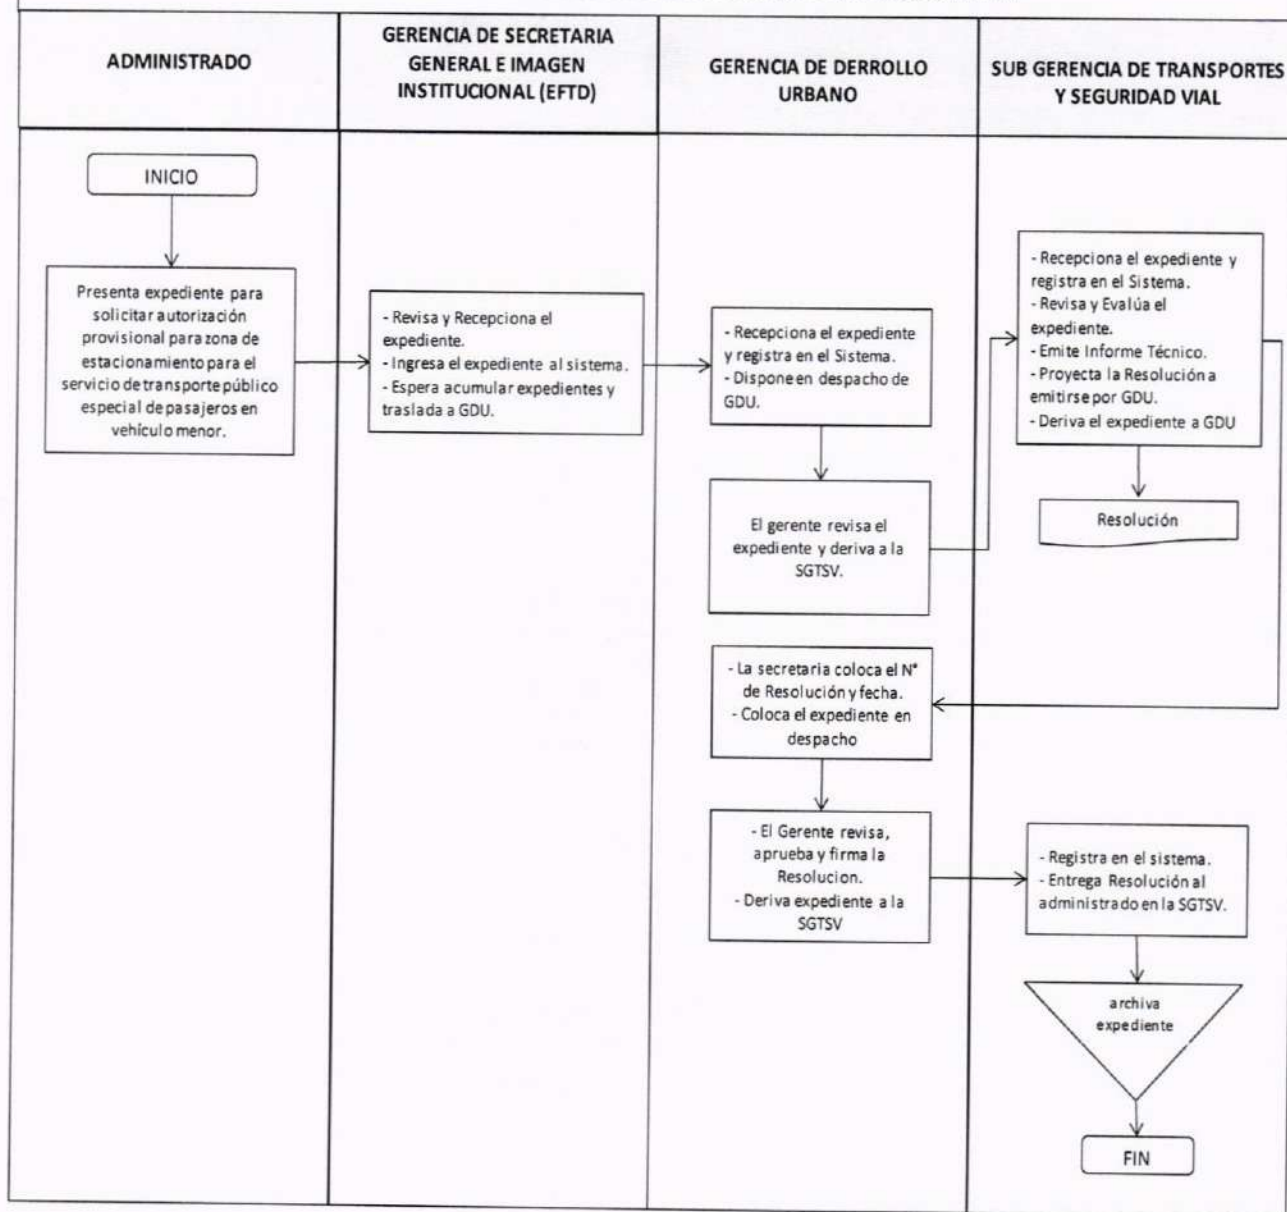 ADMINISTRADO
GERENCIA DE SECRETARIA
GENERAL E IMAGEN
INSTITUCIONAL (EFTD)
GERENCIA DE DERROLLO
URBANO
SUB GERENCIA DE TRANSPORTES
Y SEGURIDAD VIAL
INICIO
Presenta expediente para
solicitar autorización
provisional para zona de
estacionamiento para el
servicio de transporte público
especial de pasajeros en
vehículo menor.
- Revisa y Recepciona el
expediente.
- Ingresa el expediente al sistema.
- Espera acumular expedientes y
traslada a GDU.
- Recepciona el expediente
y registra en el Sistema.
- Dispone en despacho de
GDU.
El gerente revisa el
expediente y deriva a la
SGTSV.
- Recepciona el expediente y
registra en el Sistema.
- Revisa y Evalúa el
expediente.
- Emite Informe Técnico.
- Proyecta la Resolución a
emitirse por GDU.
- Deriva el expediente a GDU
Resolución
- La secretaria coloca el N°
de Resolución y fecha.
- Coloca el expediente en
despacho
- El Gerente revisa,
aprueba y firma la
Resolucion.
- Deriva expediente a la
SGTSV
- Registra en el sistema.
- Entrega Resolución al
administrado en la SGTSV.
archiva
expediente
FIN